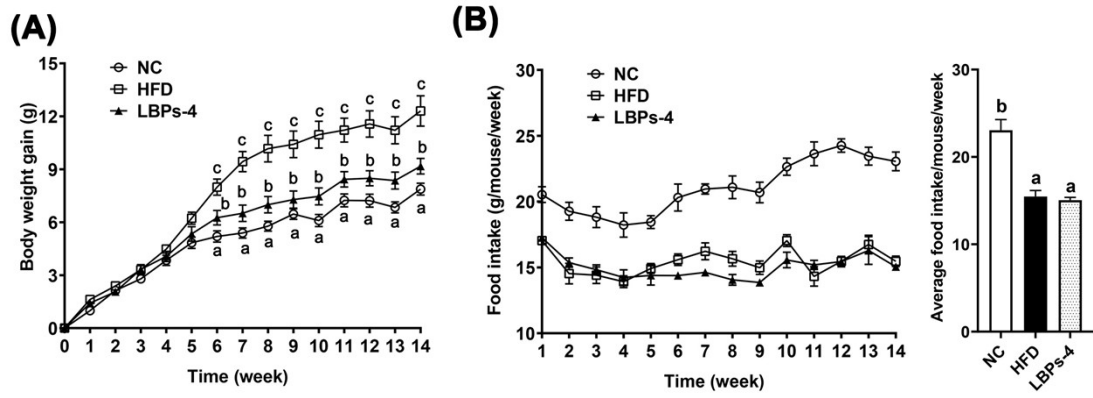 (A)
Body weight gain (g)
15
12
9
6
3
0
NC
HFD
LBPs-4
c c c c c c c c c
b b b b b b b b b
a a a a a a a a a
0 1 2 3 4 5 6 7 8 9 10 11 12 13 14
Time (week)
(B)
Food intake (g/mouse/week)
30
25
20
15
10
NC
HFD
LBPs-4
1 2 3 4 5 6 7 8 9 10 11 12 13 14
Time (week)
Average food intake/mouse/week
30
20
10
0
b
a
a
NC
HFD
LBPs-4